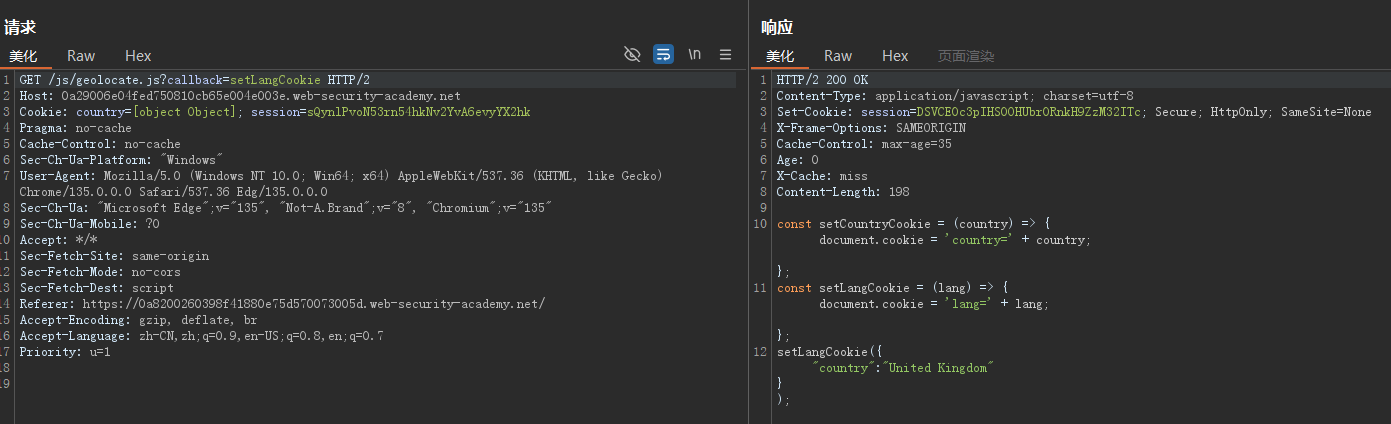 请求
美化 Raw Hex \n
1 GET /js/geolocate.js?callback=setLangCookie HTTP/2
2 Host: 0a29006e04fed750810cb65e004e003e.web-security-academy.net
3 Cookie: country=[object Object]; session=sQynlPvoN53rn54hkNv2YvA6evyYX2hk
4 Pragma: no-cache
5 Cache-Control: no-cache
6 Sec-Ch-Ua-Platform: "Windows"
7 User-Agent: Mozilla/5.0 (Windows NT 10.0; Win64; x64) AppleWebKit/537.36 (KHTML, like Gecko)
Chrome/135.0.0.0 Safari/537.36 Edg/135.0.0.0
8 Sec-Ch-Ua: "Microsoft Edge";v="135", "Not-A.Brand";v="8", "Chromium";v="135"
9 Sec-Ch-Ua-Mobile: ?0
10 Accept: */*
11 Sec-Fetch-Site: same-origin
12 Sec-Fetch-Mode: no-cors
13 Sec-Fetch-Dest: script
14 Referer: https://0a8200260398f41880e75d570073005d.web-security-academy.net/
15 Accept-Encoding: gzip, deflate, br
16 Accept-Language: zh-CN,zh;q=0.9,en-US;q=0.8,en;q=0.7
17 Priority: u=1
18
19
响应
美化 Raw Hex 页面渲染
1 HTTP/2 200 OK
2 Content-Type: application/javascript; charset=utf-8
3 Set-Cookie: session=DSVCEOc3pIHSOOHUbrORnkH9ZzM32ITc; Secure; HttpOnly; SameSite=None
4 X-Frame-Options: SAMEORIGIN
5 Cache-Control: max-age=35
6 Age: 0
7 X-Cache: miss
8 Content-Length: 198
9
10 const setCountryCookie = (country) => {
document.cookie = 'country=' + country;
};
11 const setLangCookie = (lang) => {
document.cookie = 'lang=' + lang;
};
12 setLangCookie({
"country":"United Kingdom"
}
);